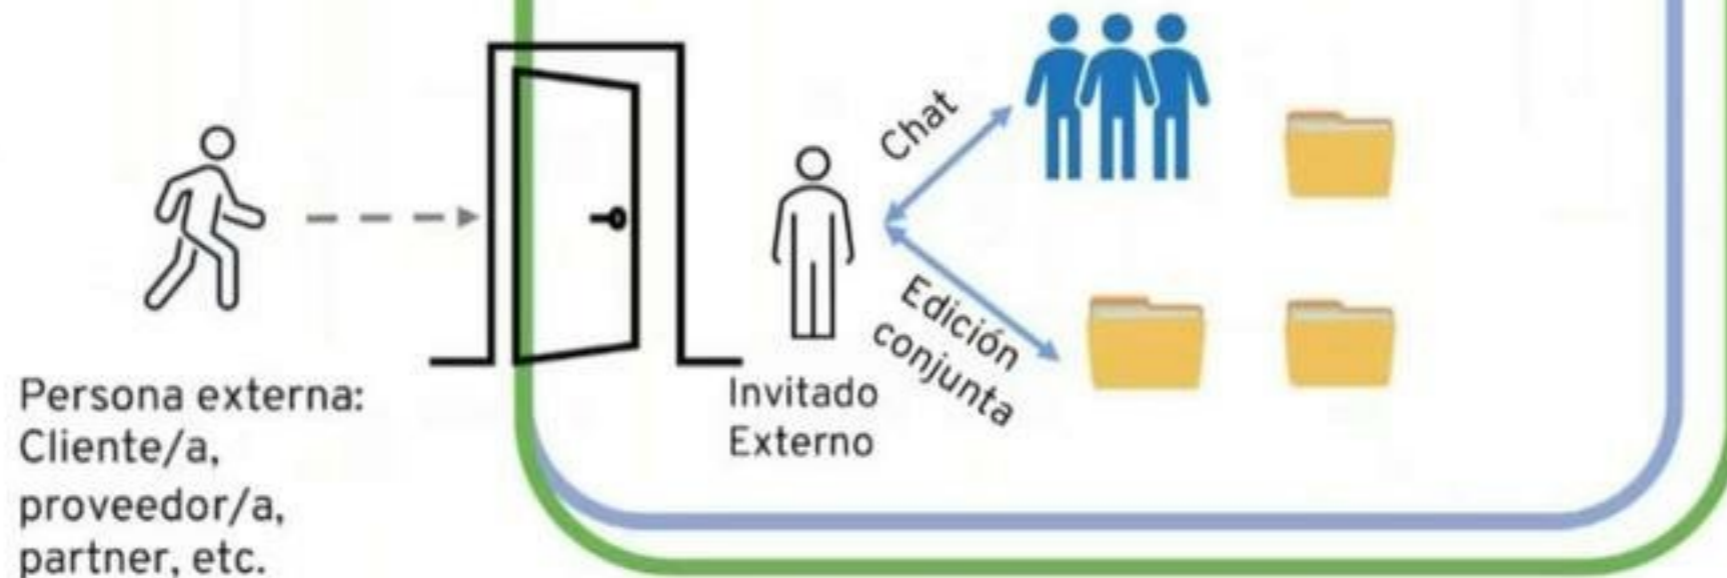 Persona externa:
Cliente/a,
proveedor/a,
partner, etc.
Invitado
Externo
Chat
Edición
conjunta